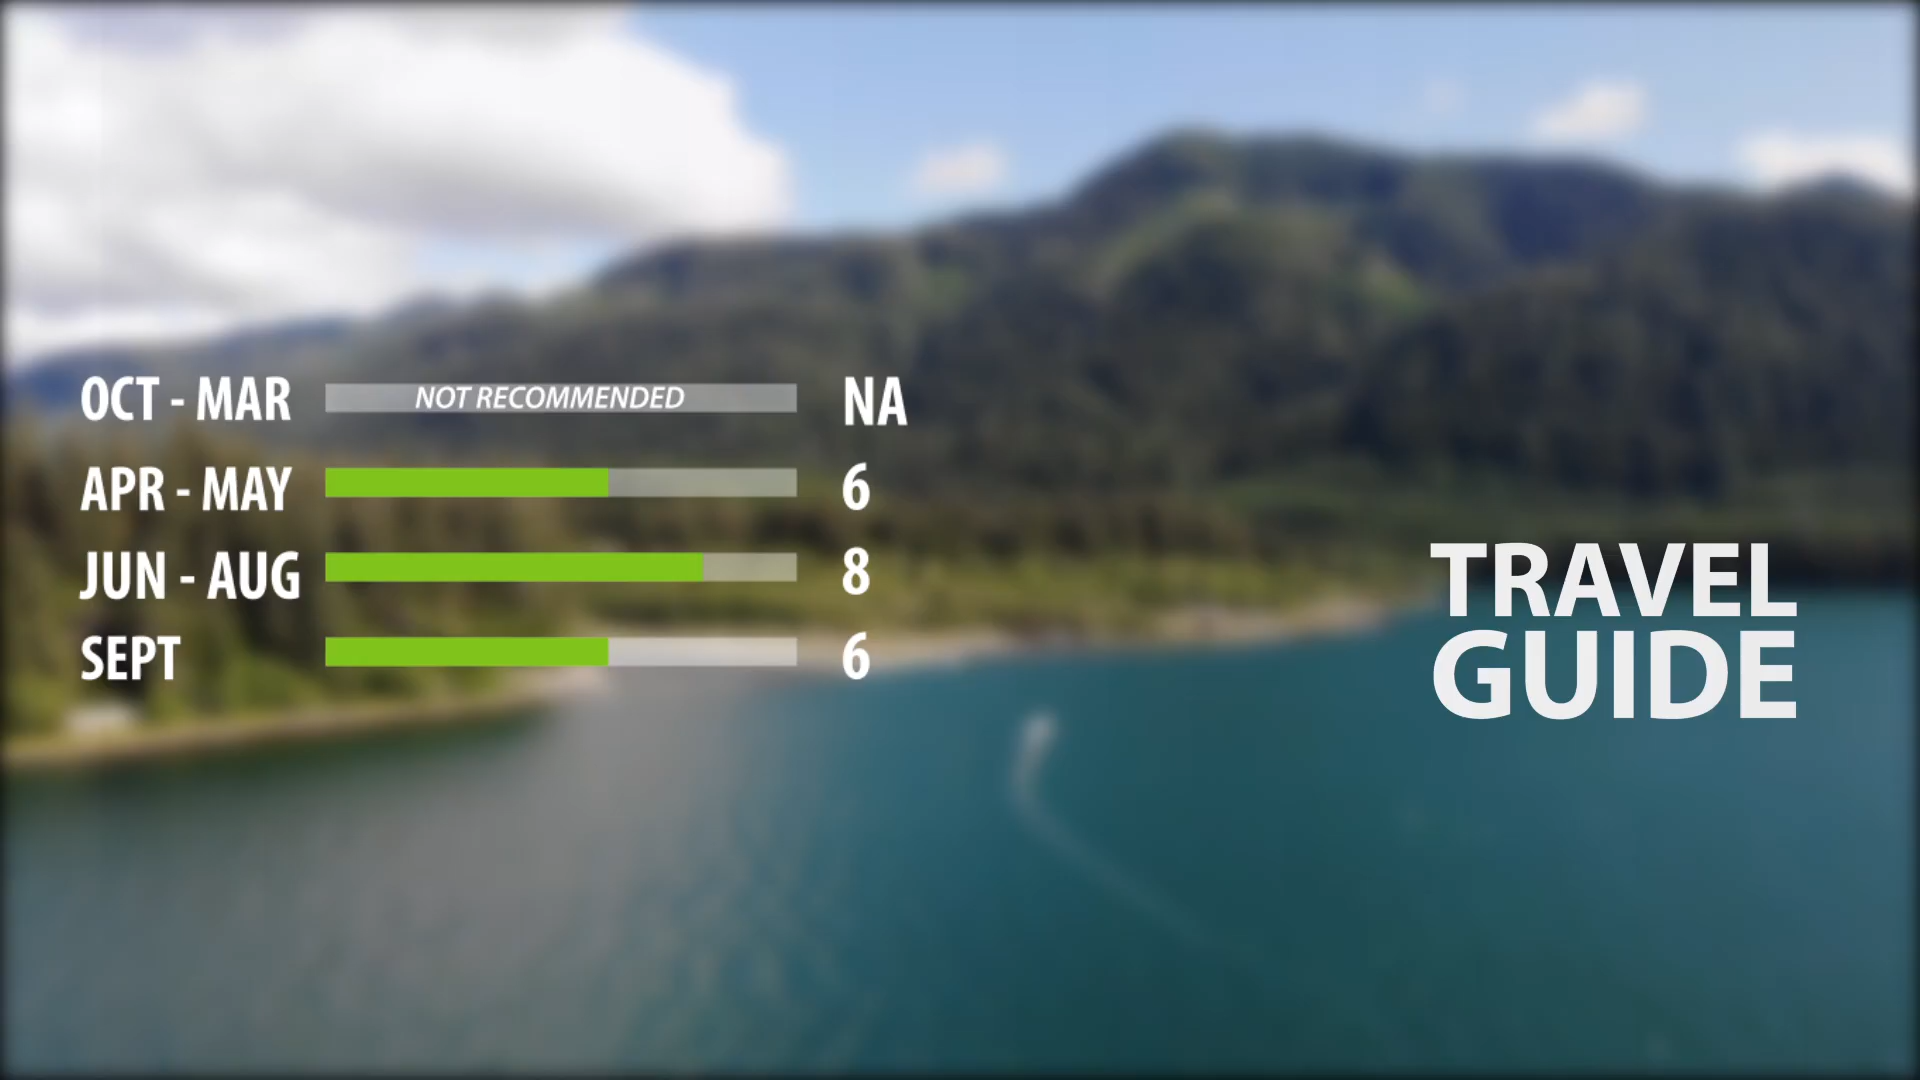 OCT - MAR NOT RECOMMENDED NA
APR - MAY 6
JUN - AUG 8
SEPT 6
TRAVEL
GUIDE